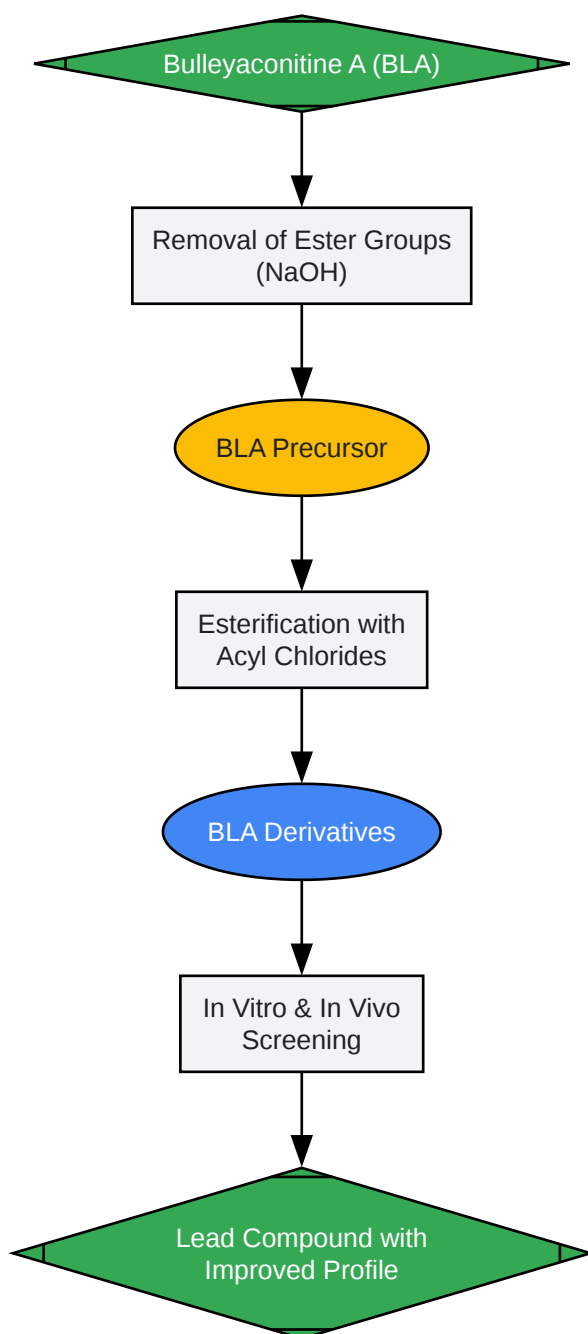 Bulleyaconitine A (BLA)
Removal of Ester Groups
(NaOH)
BLA Precursor
Esterification with
Acyl Chlorides
BLA Derivatives
In Vitro & In Vivo
Screening
Lead Compound with
Improved Profile